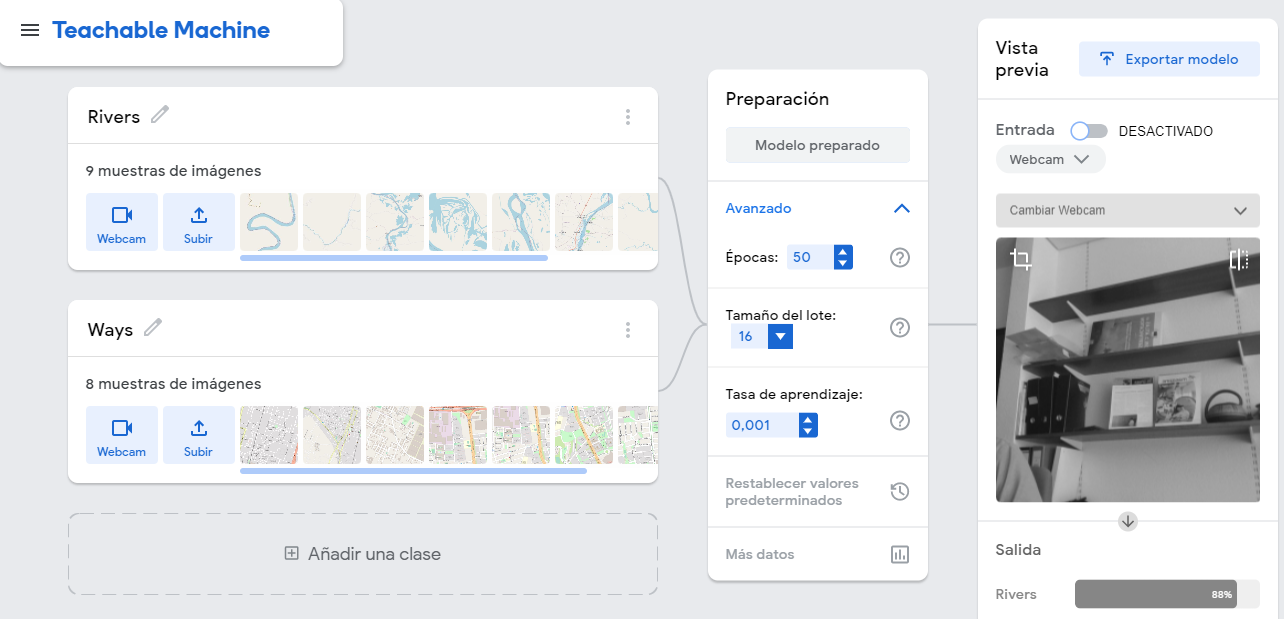 Teachable Machine
Rivers
9 muestras de imágenes
Webcam
Subir
Ways
8 muestras de imágenes
Webcam
Subir
Añadir una clase
Preparación
Modelo preparado
Avanzado
Épocas: 50
Tamaño del lote:
16
Tasa de aprendizaje:
0,001
Restablecer valores
predeterminados
Más datos
Vista
previa
Exportar modelo
Entrada
DESACTIVADO
Webcam
Cambiar Webcam
Salida
Rivers
88%